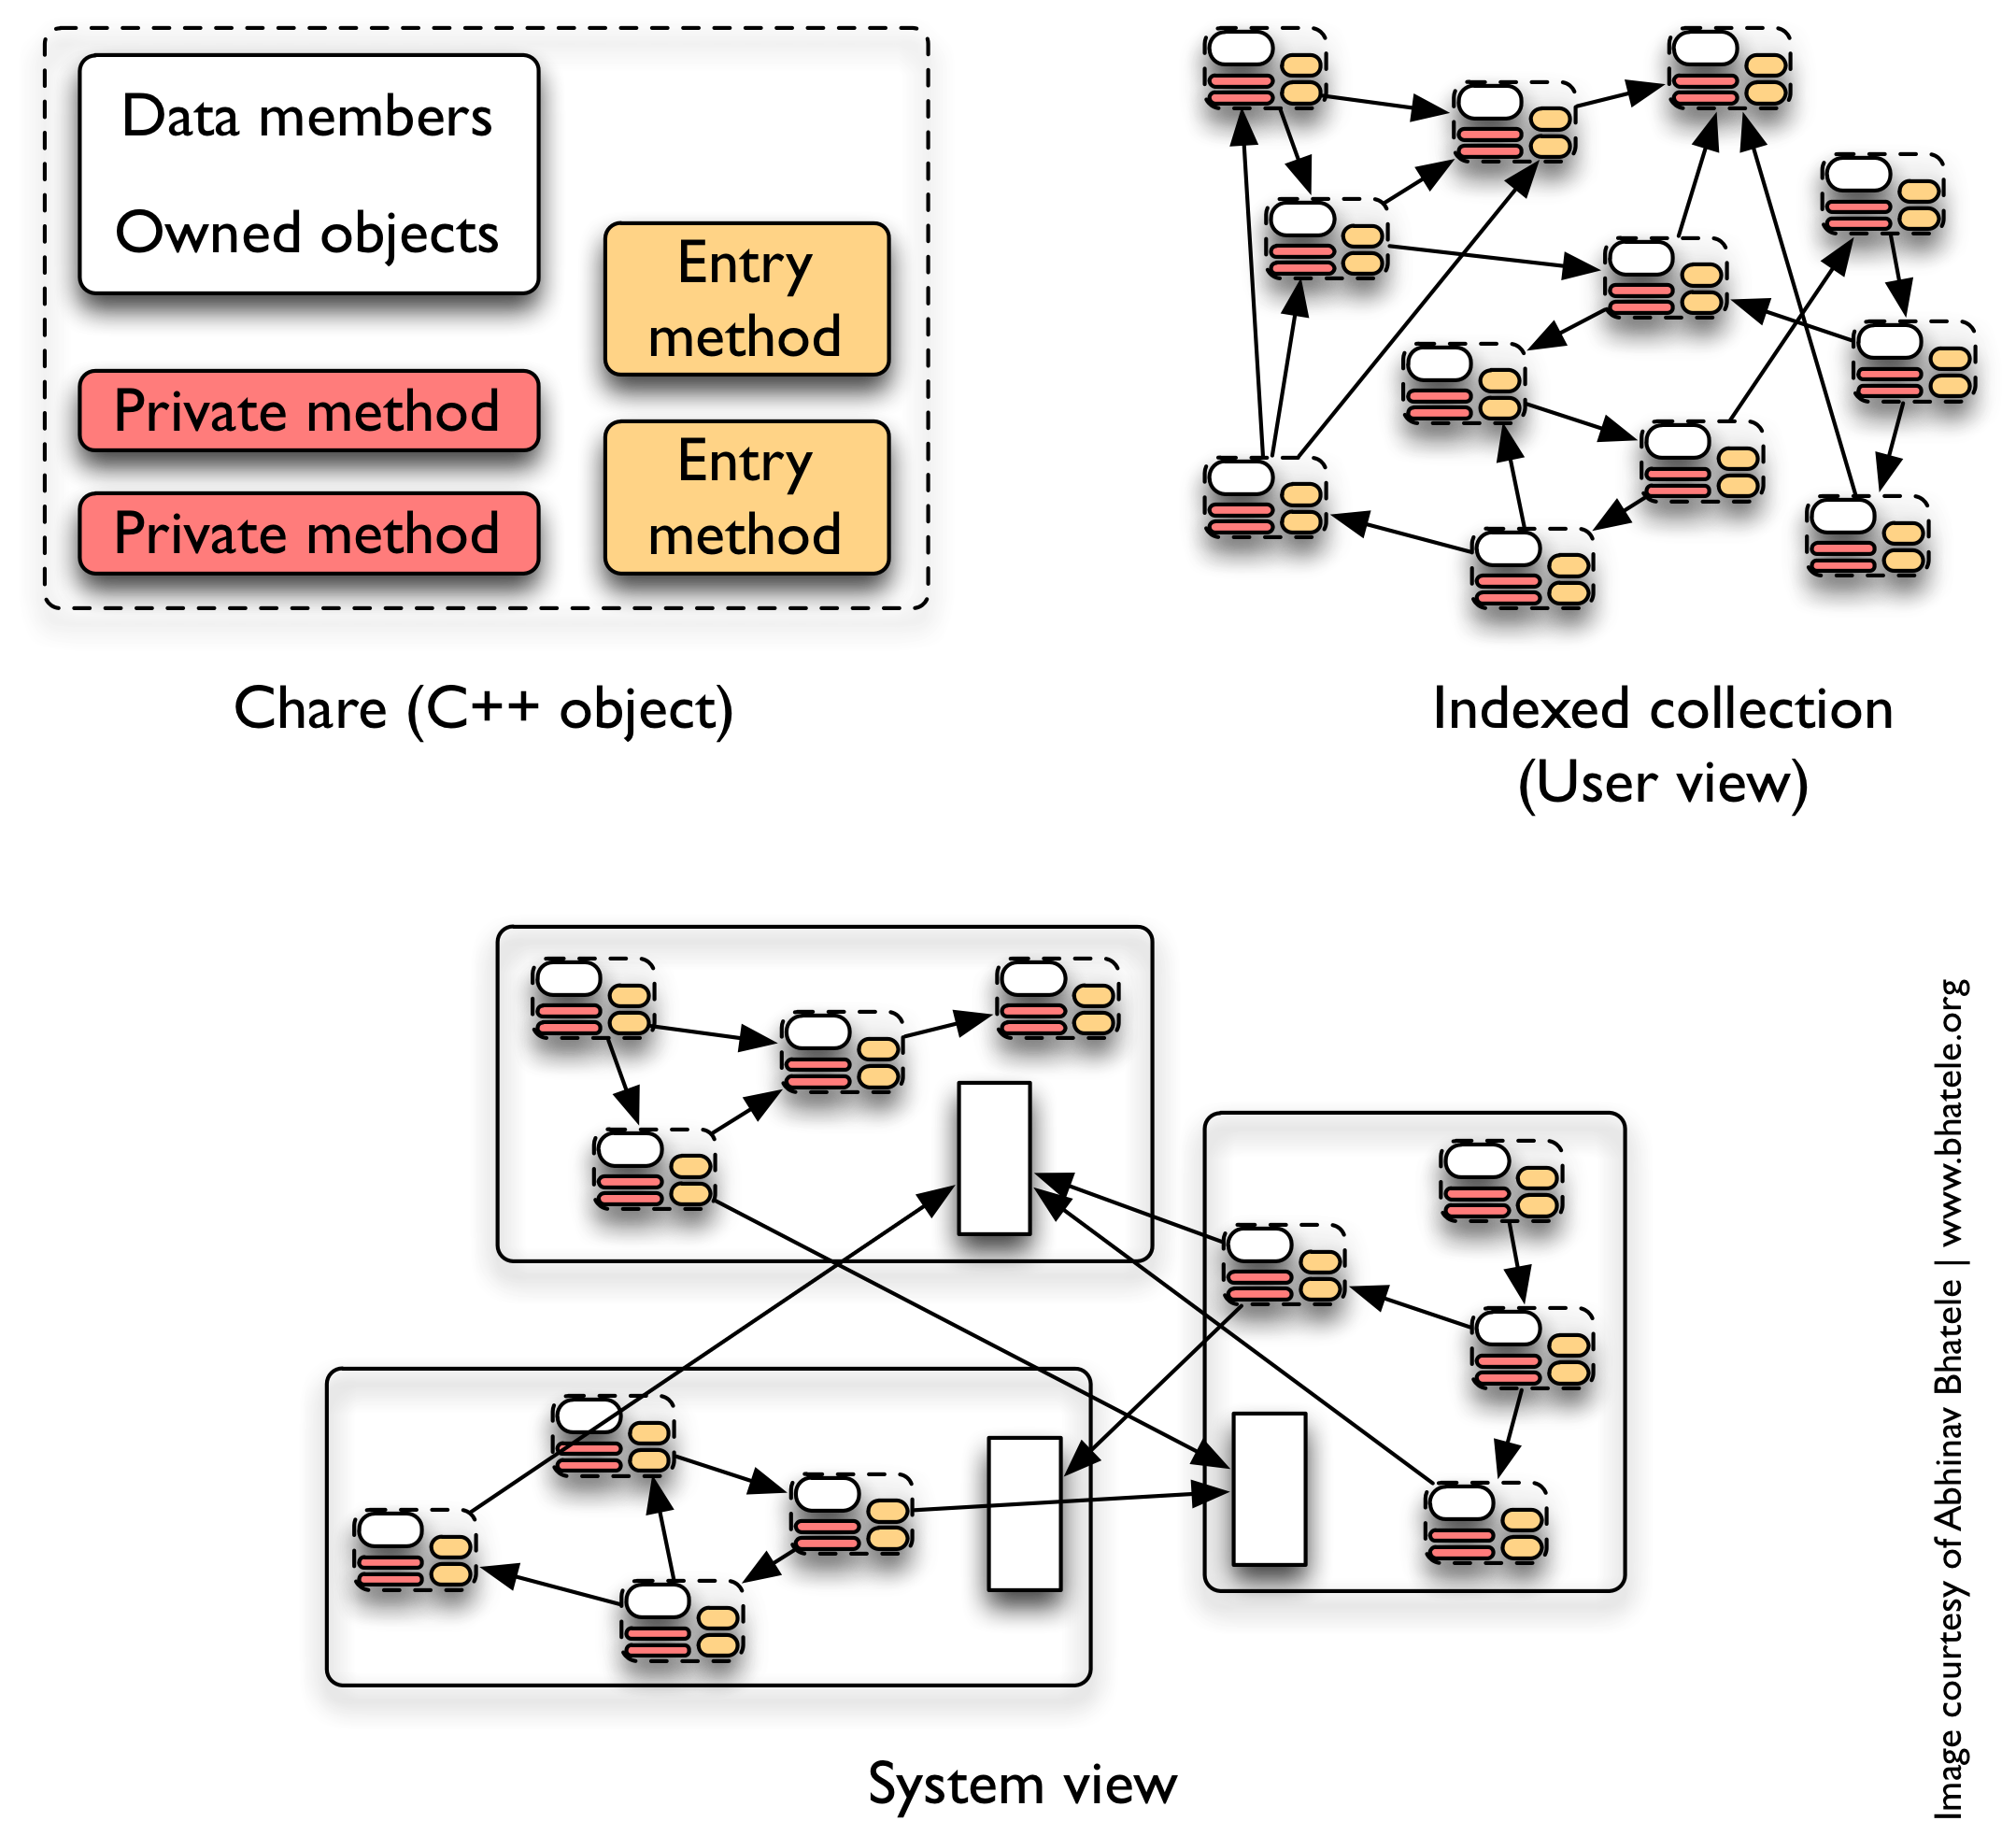 Data members
Owned objects
Private method
Private method
Entry
method
Entry
method
Chare (C++ object)
Indexed collection
(User view)
System view
Image courtesy of Abhinav Bhatele | www.bhatele.org